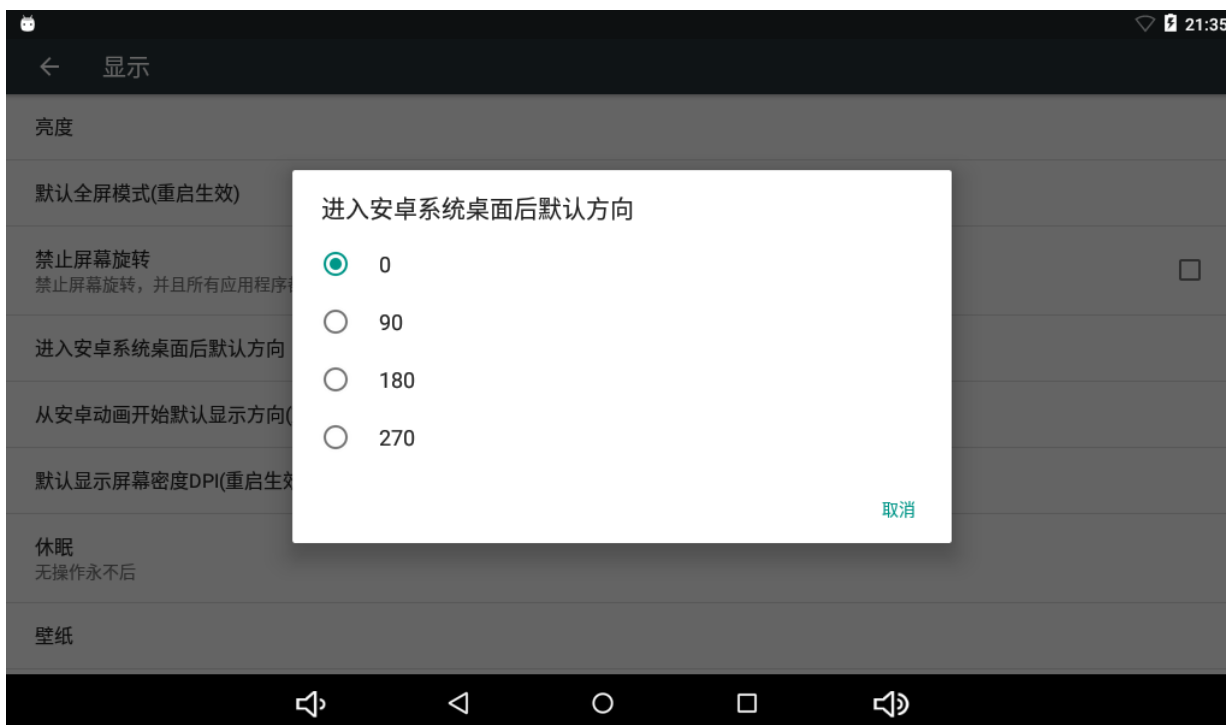 21:35
显示
亮度
默认全屏模式(重启生效)
禁止屏幕旋转
禁止屏幕旋转，并且所有应用程序
进入安卓系统桌面后默认方向
从安卓动画开始默认显示方向(
默认显示屏幕密度DPI(重启生效
休眠
无操作永不后
壁纸
进入安卓系统桌面后默认方向
0
90
180
270
取消